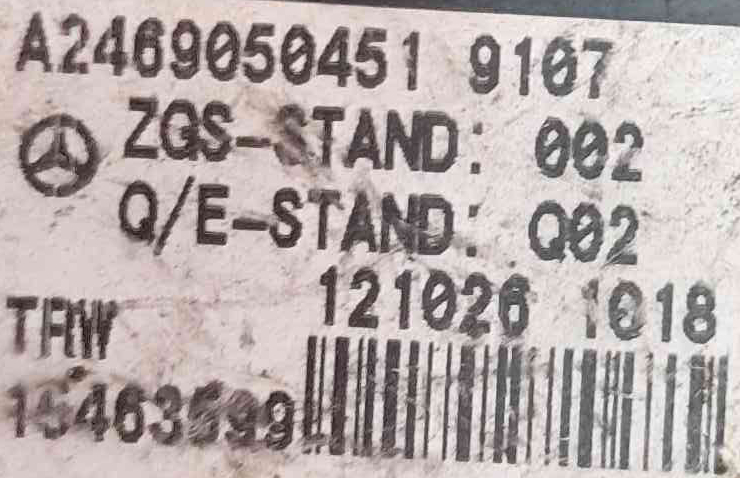 A2469050451 9107
ZGS-STAND: 002
Q/E-STAND: Q02
121026 1018
TRW